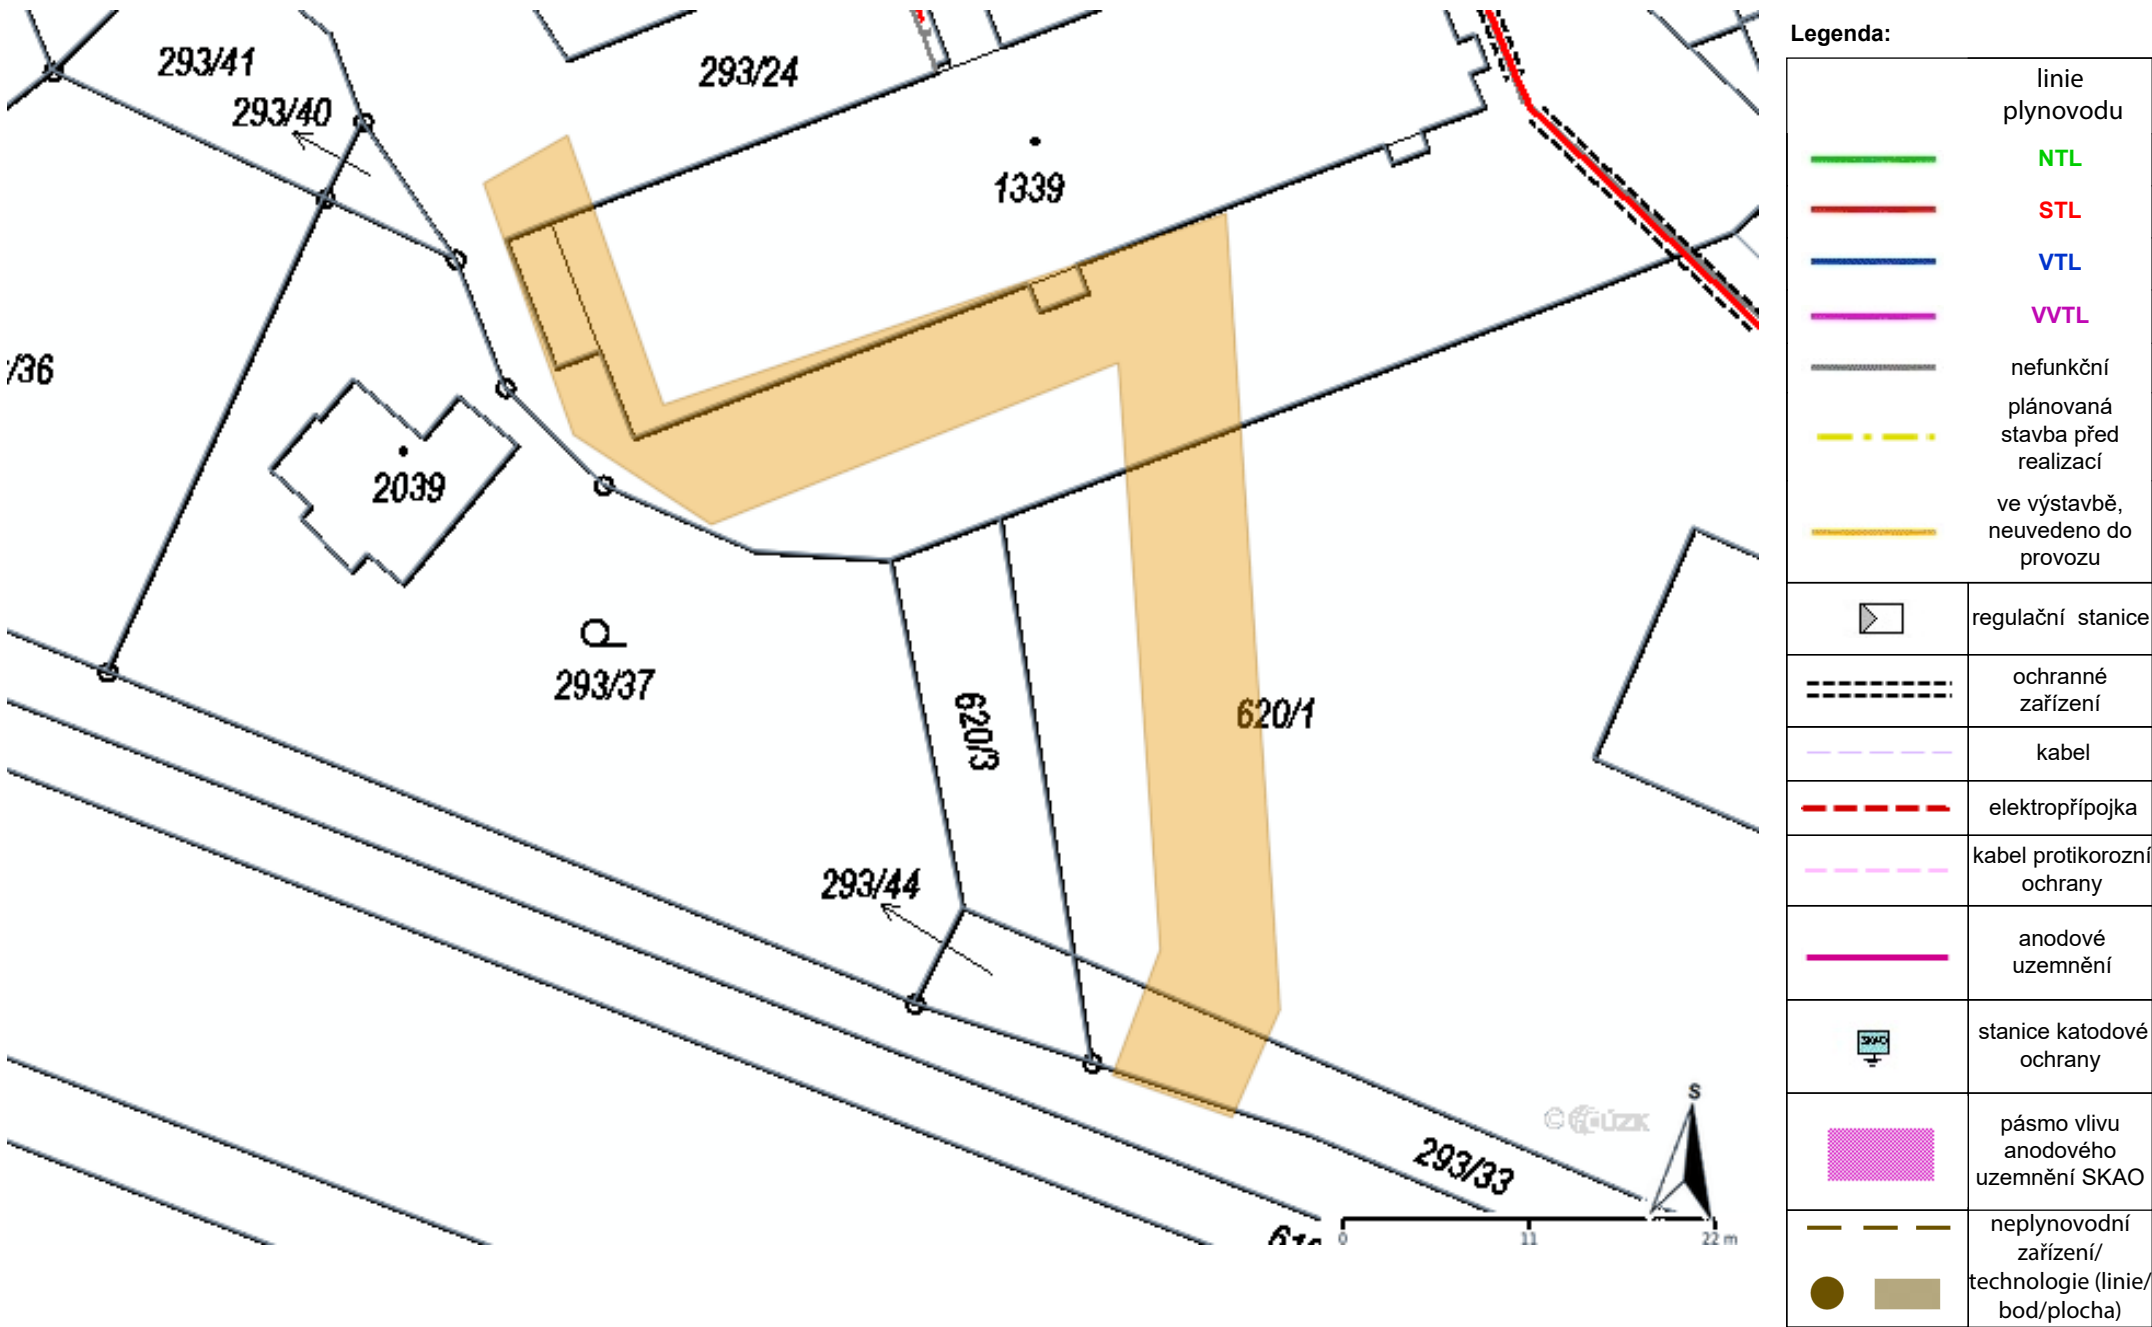 293/41
293/40
293/24
1339
/36
2039
293/37
620/3
620/1
293/44
293/33
©
ÚZK
S
0 11 22 m
Legenda:
linie
plynovodu
NTL
STL
VTL
VVTL
nefunkční
plánovaná
stavba před
realizací
ve výstavbě,
neuvedeno do
provozu
regulační stanice
ochranné
zařízení
kabel
elektropřípojka
kabel protikorozní
ochrany
anodové
uzemnění
SKAO
stanice katodové
ochrany
pásmo vlivu
anodového
uzemnění SKAO
neplynovodní
zařízení/
technologie (linie/
bod/plocha)